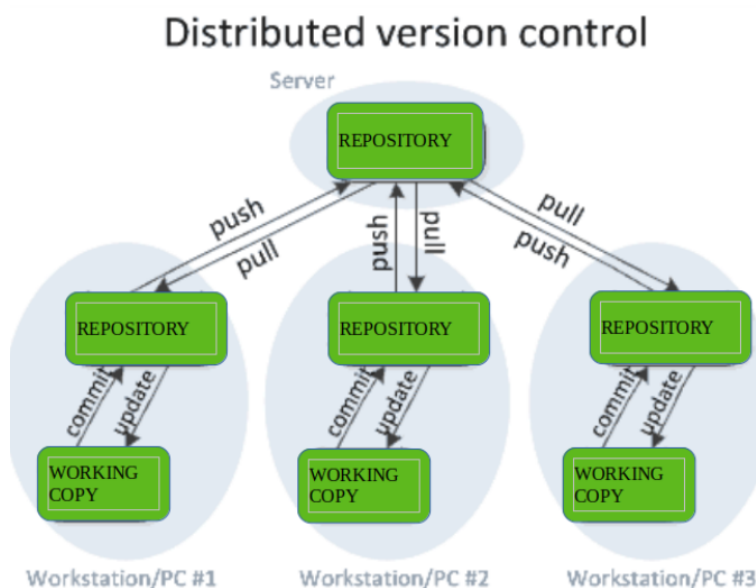 Distributed version control
Server
REPOSITORY
push
pull
push
pull
pull
push
REPOSITORY
REPOSITORY
REPOSITORY
commit
update
commit
update
commit
update
WORKING
COPY
WORKING
COPY
WORKING
COPY
Workstation/PC #1
Workstation/PC #2
Workstation/PC #3